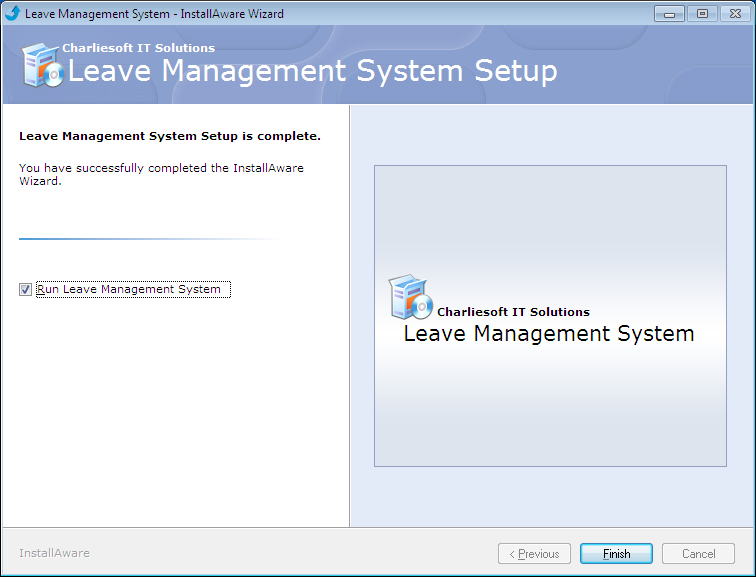 Leave Management System - InstallAware Wizard
Charliesoft IT Solutions
Leave Management System Setup
Leave Management System Setup is complete.
You have successfully completed the InstallAware
Wizard.
Run Leave Management System
Charliesoft IT Solutions
Leave Management System
InstallAware
< Previous
Finish
Cancel